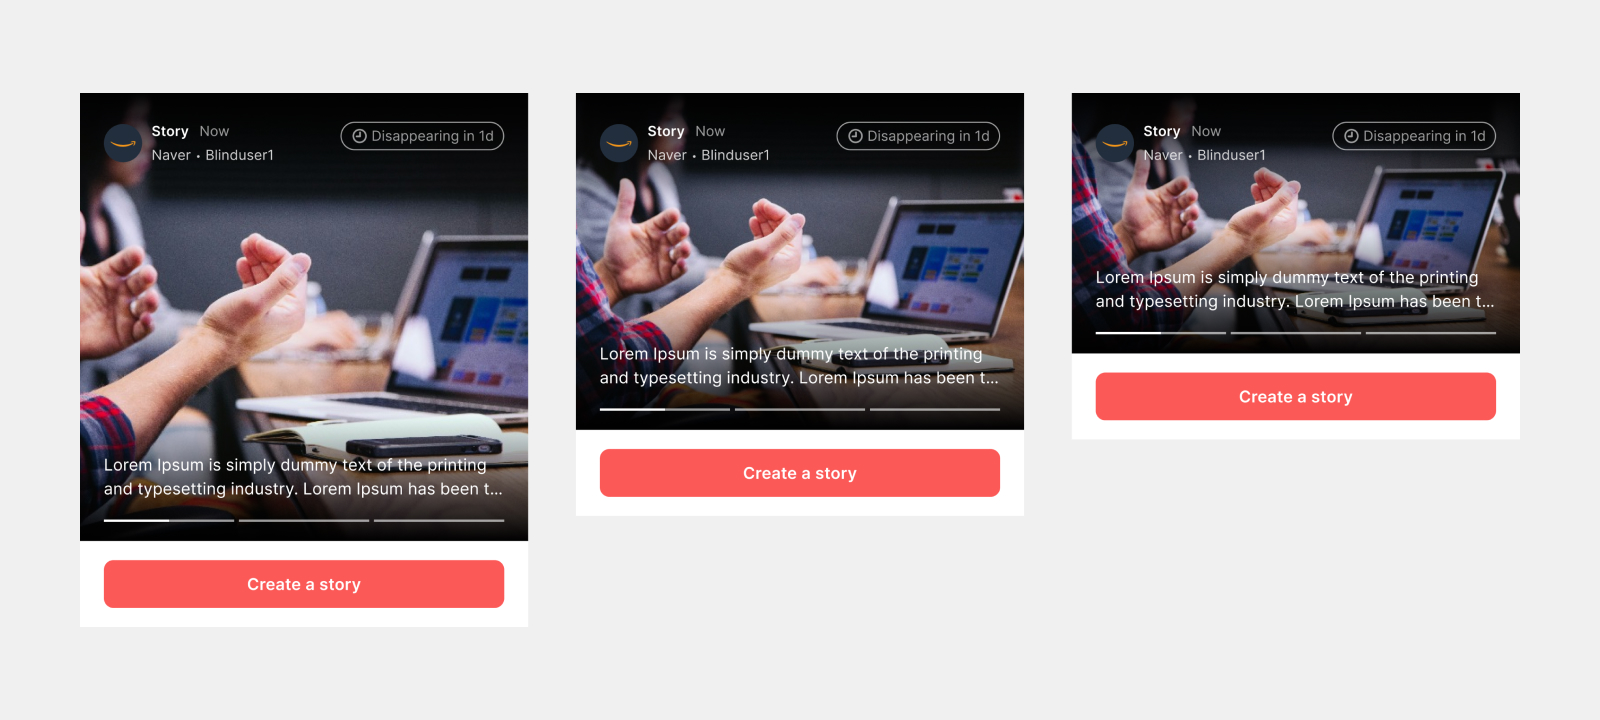 Story Now
Disappearing in 1d
Naver • Blinduser1
Lorem Ipsum is simply dummy text of the printing
and typesetting industry. Lorem Ipsum has been t...
Create a story
Story Now
Disappearing in 1d
Naver • Blinduser1
Lorem Ipsum is simply dummy text of the printing
and typesetting industry. Lorem Ipsum has been t...
Create a story
Story Now
Disappearing in 1d
Naver • Blinduser1
Lorem Ipsum is simply dummy text of the printing
and typesetting industry. Lorem Ipsum has been t...
Create a story